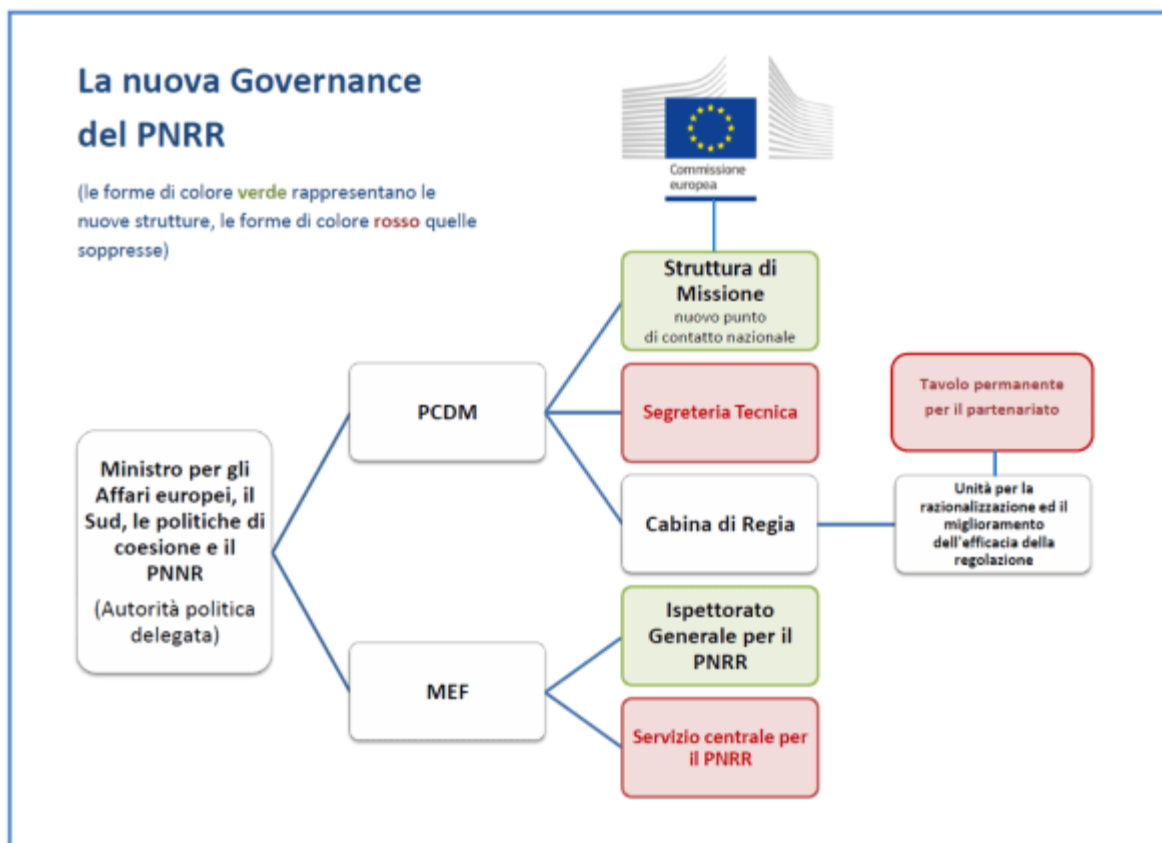 La nuova Governance
del PNRR
(le forme di colore verde rappresentano le
nuove strutture, le forme di colore rosso quelle
soppresse)
Commissione
europea
Struttura di
Missione
nuovo punto
di contatto nazionale
PCDM
Segreteria Tecnica
Tavolo permanente
per il partenariato
Ministro per gli
Affari europei, il
Sud, le politiche di
coesione e il
PNNR
(Autorità politica
delegata)
Cabina di Regia
Unità per la
razionalizzazione ed il
miglioramento
dell'efficacia della
regolazione
Ispettorato
Generale per il
PNRR
MEF
Servizio centrale per
il PNRR